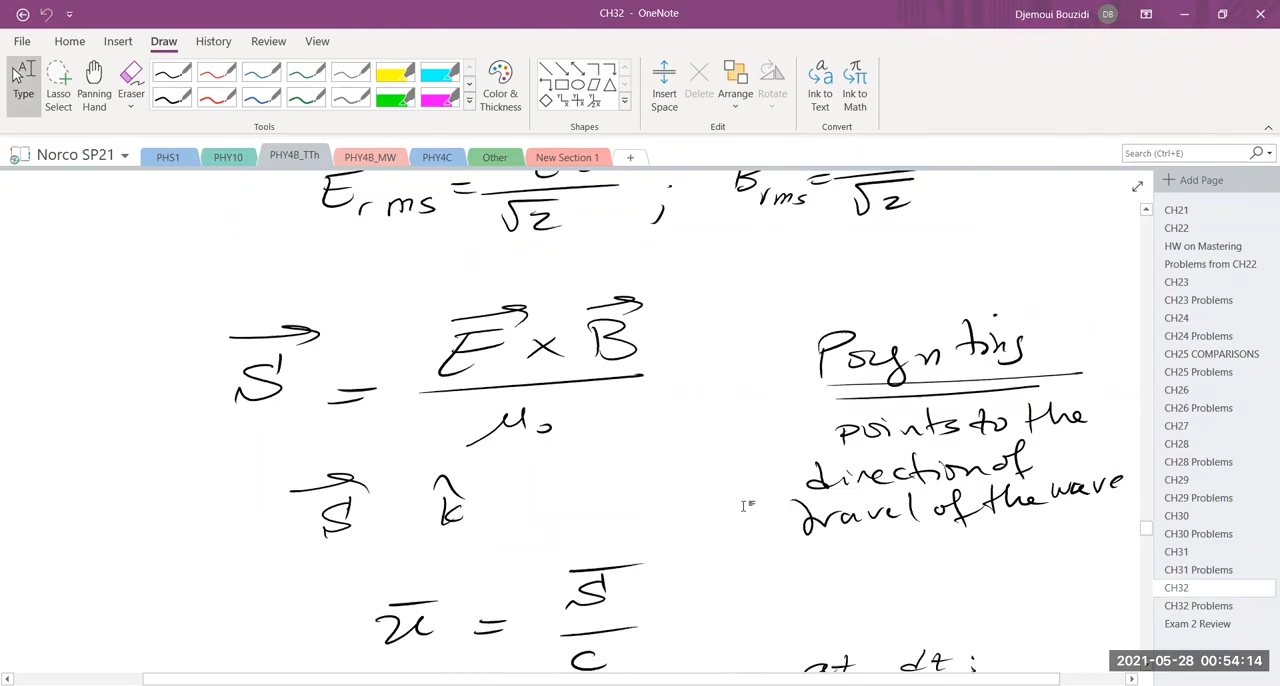 CH32 - OneNote
Djemoui Bouzidi DB
File Home Insert Draw History Review View
Type
Lasso Select
Panning Hand
Eraser
Color & Thickness
Insert Space
Delete
Arrange
Rotate
Ink to Text
Ink to Math
Tools
Shapes
Edit
Convert
Norco SP21
PHS1
PHY10
PHY4B_TTh
PHY4B_MW
PHY4C
Other
New Section 1
Search (Ctrl+E)
Add Page
CH21
CH22
HW on Mastering
Problems from CH22
CH23
CH23 Problems
CH24
CH24 Problems
CH25 COMPARISONS
CH25 Problems
CH26
CH26 Problems
CH27
CH28
CH28 Problems
CH29
CH29 Problems
CH30
CH30 Problems
CH31
CH31 Problems
CH32
CH32 Problems
Exam 2 Review
E rms = / √2 ; B rms = / √2
S⃗ = E⃗ × B⃗ / μ₀
Poynting
points to the
direction of
travel of the wave
S⃗ k̂
u̅ = S̅ / c
dt :
2021-05-28 00:54:14